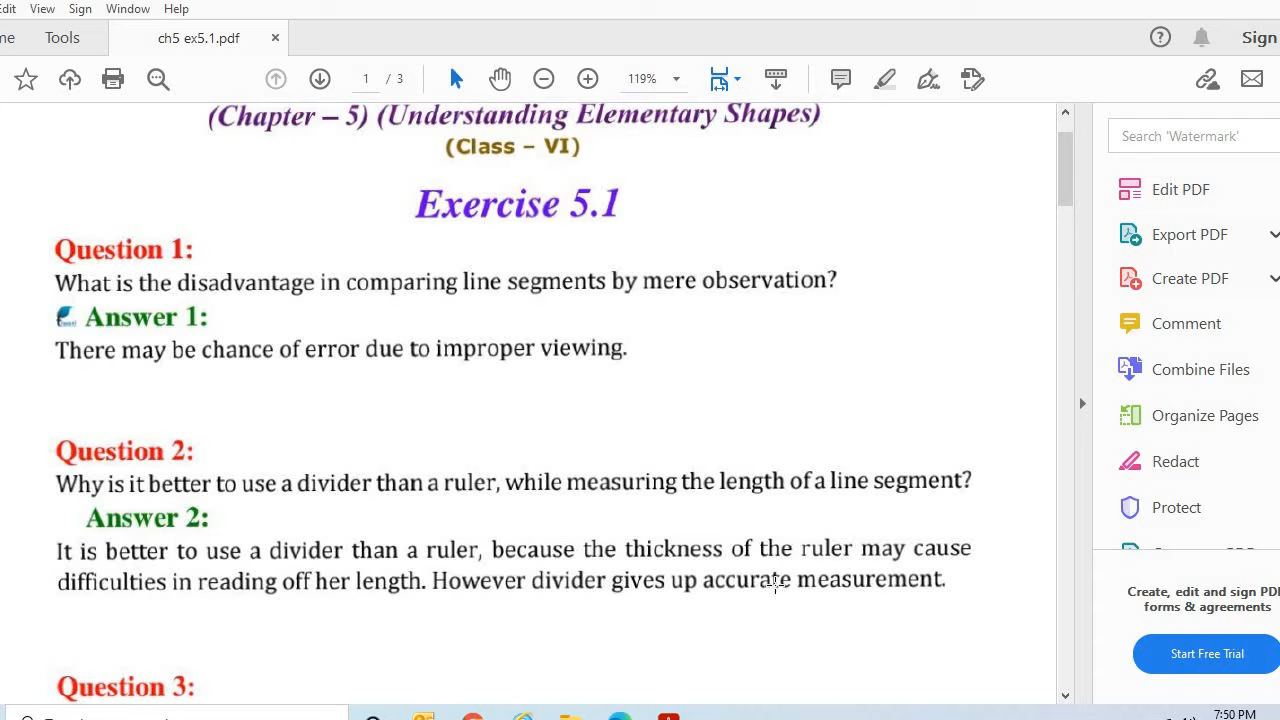 Edit View Sign Window Help
me Tools ch5 ex5.1.pdf × Sign
1 / 3 119%
(Chapter – 5) (Understanding Elementary Shapes)
(Class – VI)
Exercise 5.1
Question 1:
What is the disadvantage in comparing line segments by mere observation?
Answer 1:
There may be chance of error due to improper viewing.
Question 2:
Why is it better to use a divider than a ruler, while measuring the length of a line segment?
Answer 2:
It is better to use a divider than a ruler, because the thickness of the ruler may cause
difficulties in reading off her length. However divider gives up accurate measurement.
Question 3:
Search 'Watermark'
Edit PDF
Export PDF
Create PDF
Comment
Combine Files
Organize Pages
Redact
Protect
Create, edit and sign PD
forms & agreements
Start Free Trial
7:50 PM